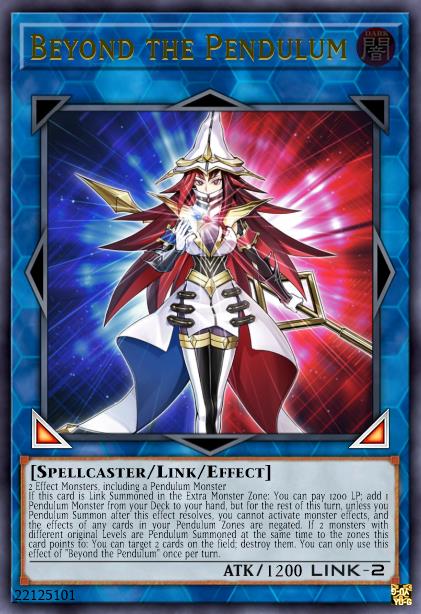 BEYOND THE PENDULUM
DARK
闇
[SPELLCASTER/LINK/EFFECT]
2 Effect Monsters, including a Pendulum Monster
If this card is Link Summoned in the Extra Monster Zone: You can pay 1200 LP; add 1
Pendulum Monster from your Deck to your hand, but for the rest of this turn, unless you
Pendulum Summon after this effect resolves, you cannot activate monster effects, and
the effects of any cards in your Pendulum Zones are negated. If 2 monsters with
different original Levels are Pendulum Summoned at the same time to the zones this
card points to: You can target 2 cards on the field; destroy them. You can only use this
effect of "Beyond the Pendulum" once per turn.
ATK/1200 LINK-2
22125101